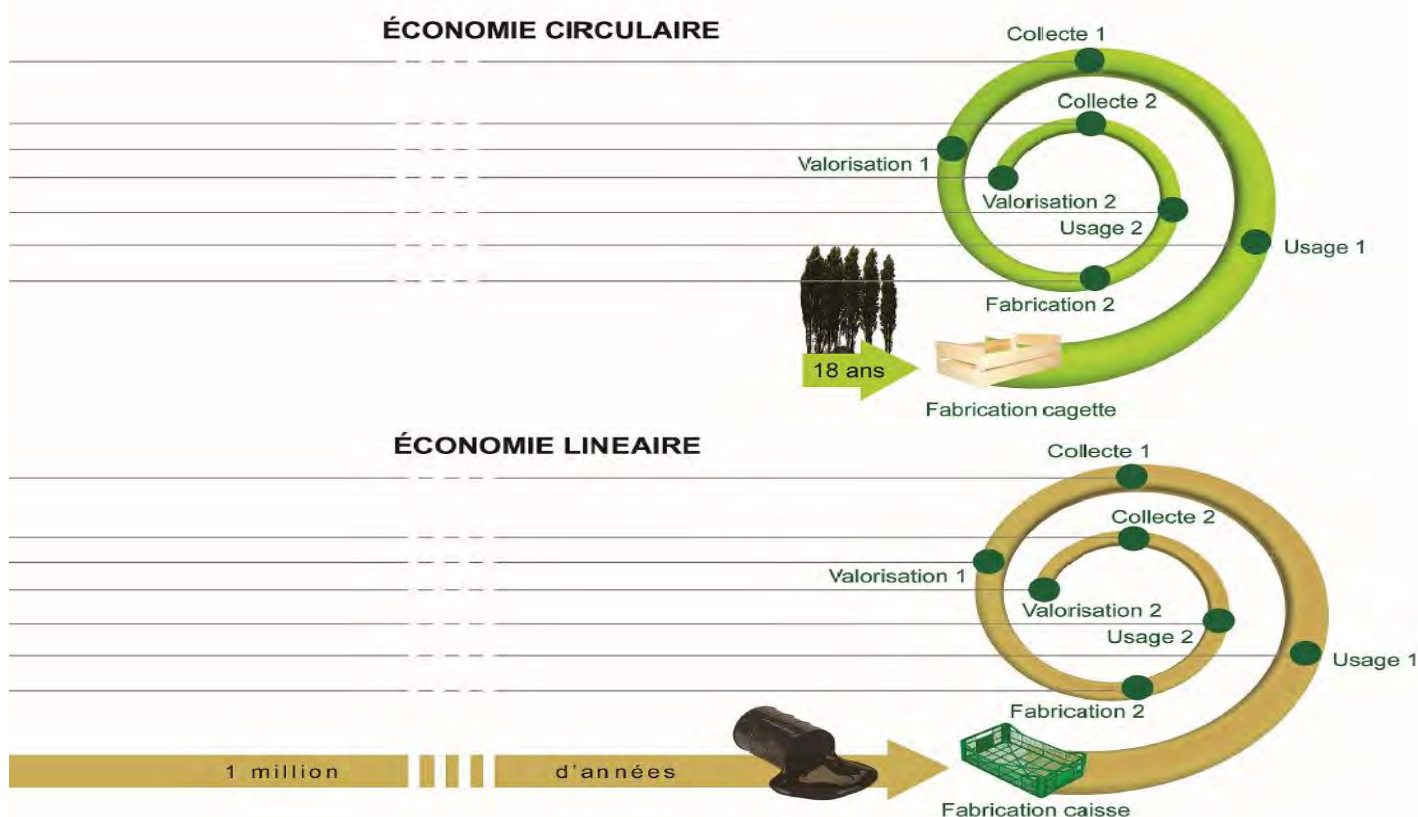 ÉCONOMIE CIRCULAIRE
Collecte 1
Collecte 2
Valorisation 1
Valorisation 2
Usage 2
Usage 1
Fabrication 2
18 ans
Fabrication cagette
ÉCONOMIE LINEAIRE
Collecte 1
Collecte 2
Valorisation 1
Valorisation 2
Usage 2
Usage 1
Fabrication 2
1 million d'années
Fabrication caisse